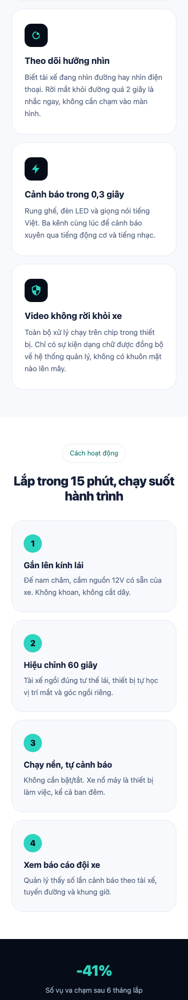 Theo dõi hướng nhìn
Biết tài xế đang nhìn đường hay nhìn điện
thoại. Rời mắt khỏi đường quá 2 giây là
nhắc ngay, không cần chạm vào màn
hình.
Cảnh báo trong 0,3 giây
Rung ghế, đèn LED và giọng nói tiếng
Việt. Ba kênh cùng lúc để cảnh báo
xuyên qua tiếng động cơ và tiếng nhạc.
Video không rời khỏi xe
Toàn bộ xử lý chạy trên chip trong thiết
bị. Chỉ có sự kiện dạng chữ được đồng bộ
về hệ thống quản lý, không có khuôn mặt
nào lên mây.
Cách hoạt động
Lắp trong 15 phút, chạy suốt
hành trình
1
Gắn lên kính lái
Đế nam châm, cắm nguồn 12V có sẵn của
xe. Không khoan, không cắt dây.
2
Hiệu chỉnh 60 giây
Tài xế ngồi đúng tư thế lái, thiết bị tự học
vị trí mắt và góc ngồi riêng.
3
Chạy nền, tự cảnh báo
Không cần bật/tắt. Xe nổ máy là thiết bị
làm việc, kể cả ban đêm.
4
Xem báo cáo đội xe
Quản lý thấy số lần cảnh báo theo tài xế,
tuyến đường và khung giờ.
-41%
Số vụ va chạm sau 6 tháng lắp